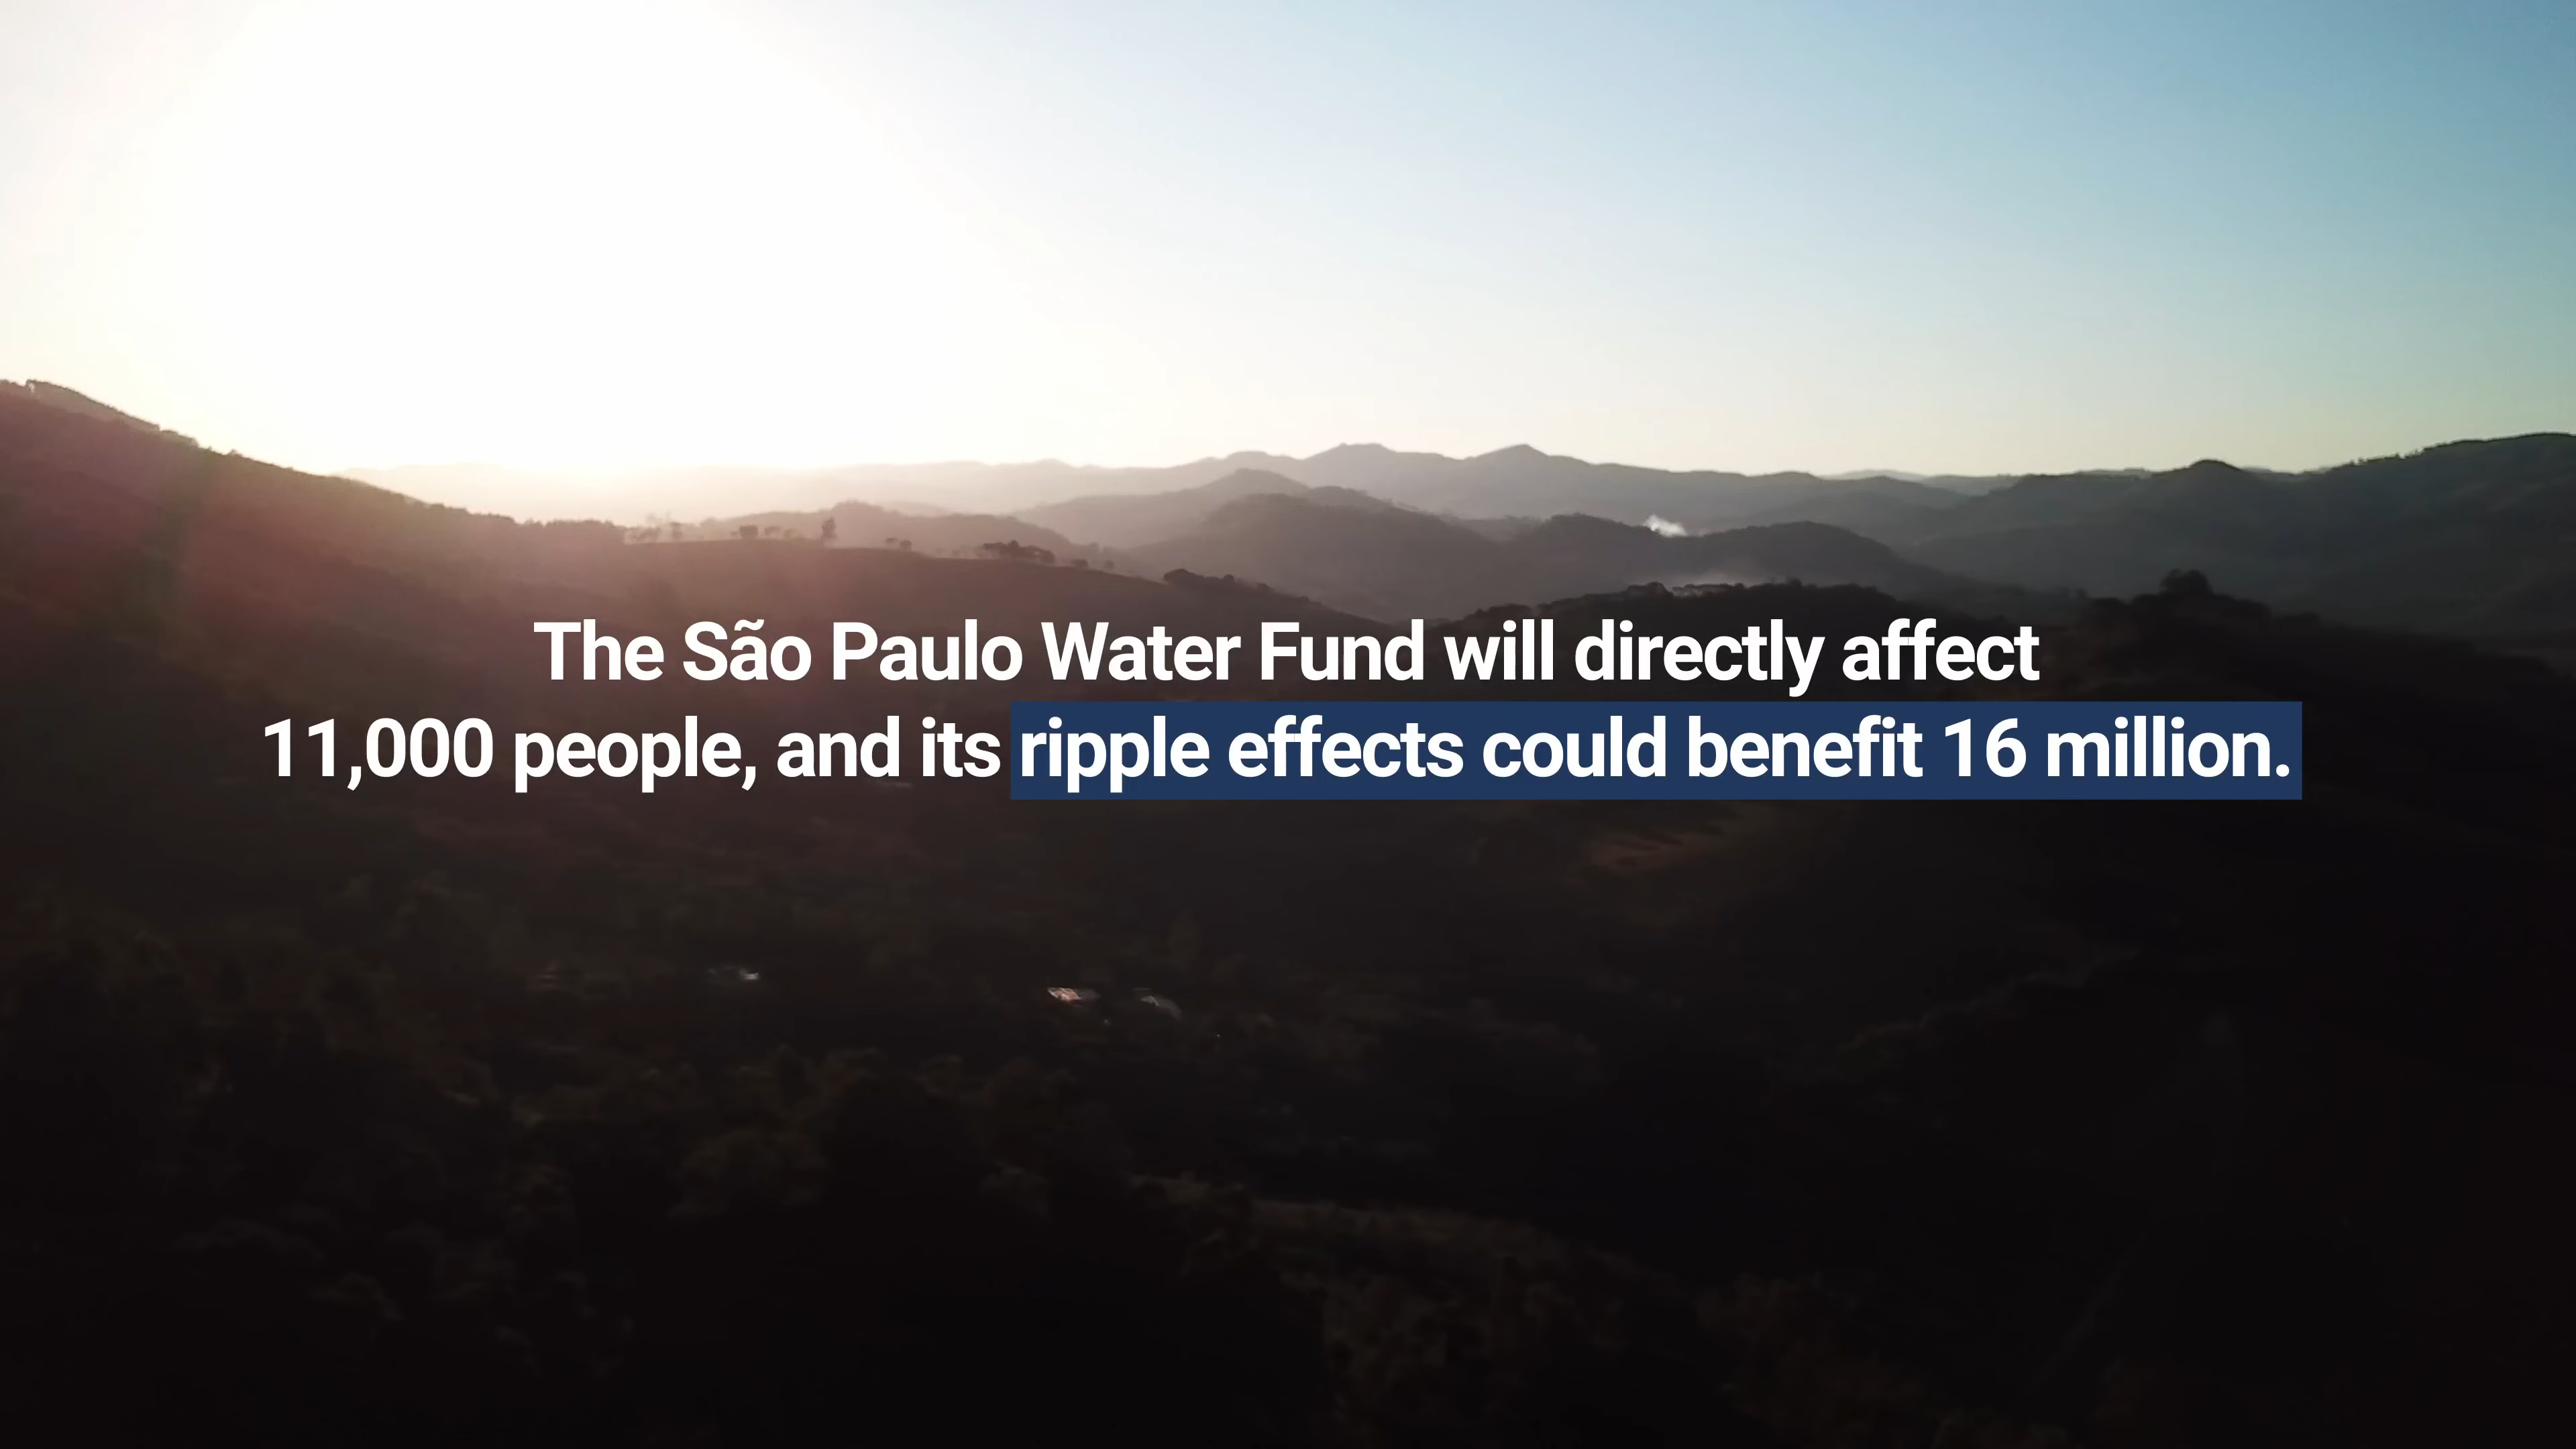 The São Paulo Water Fund will directly affect
11,000 people, and its ripple effects could benefit 16 million.